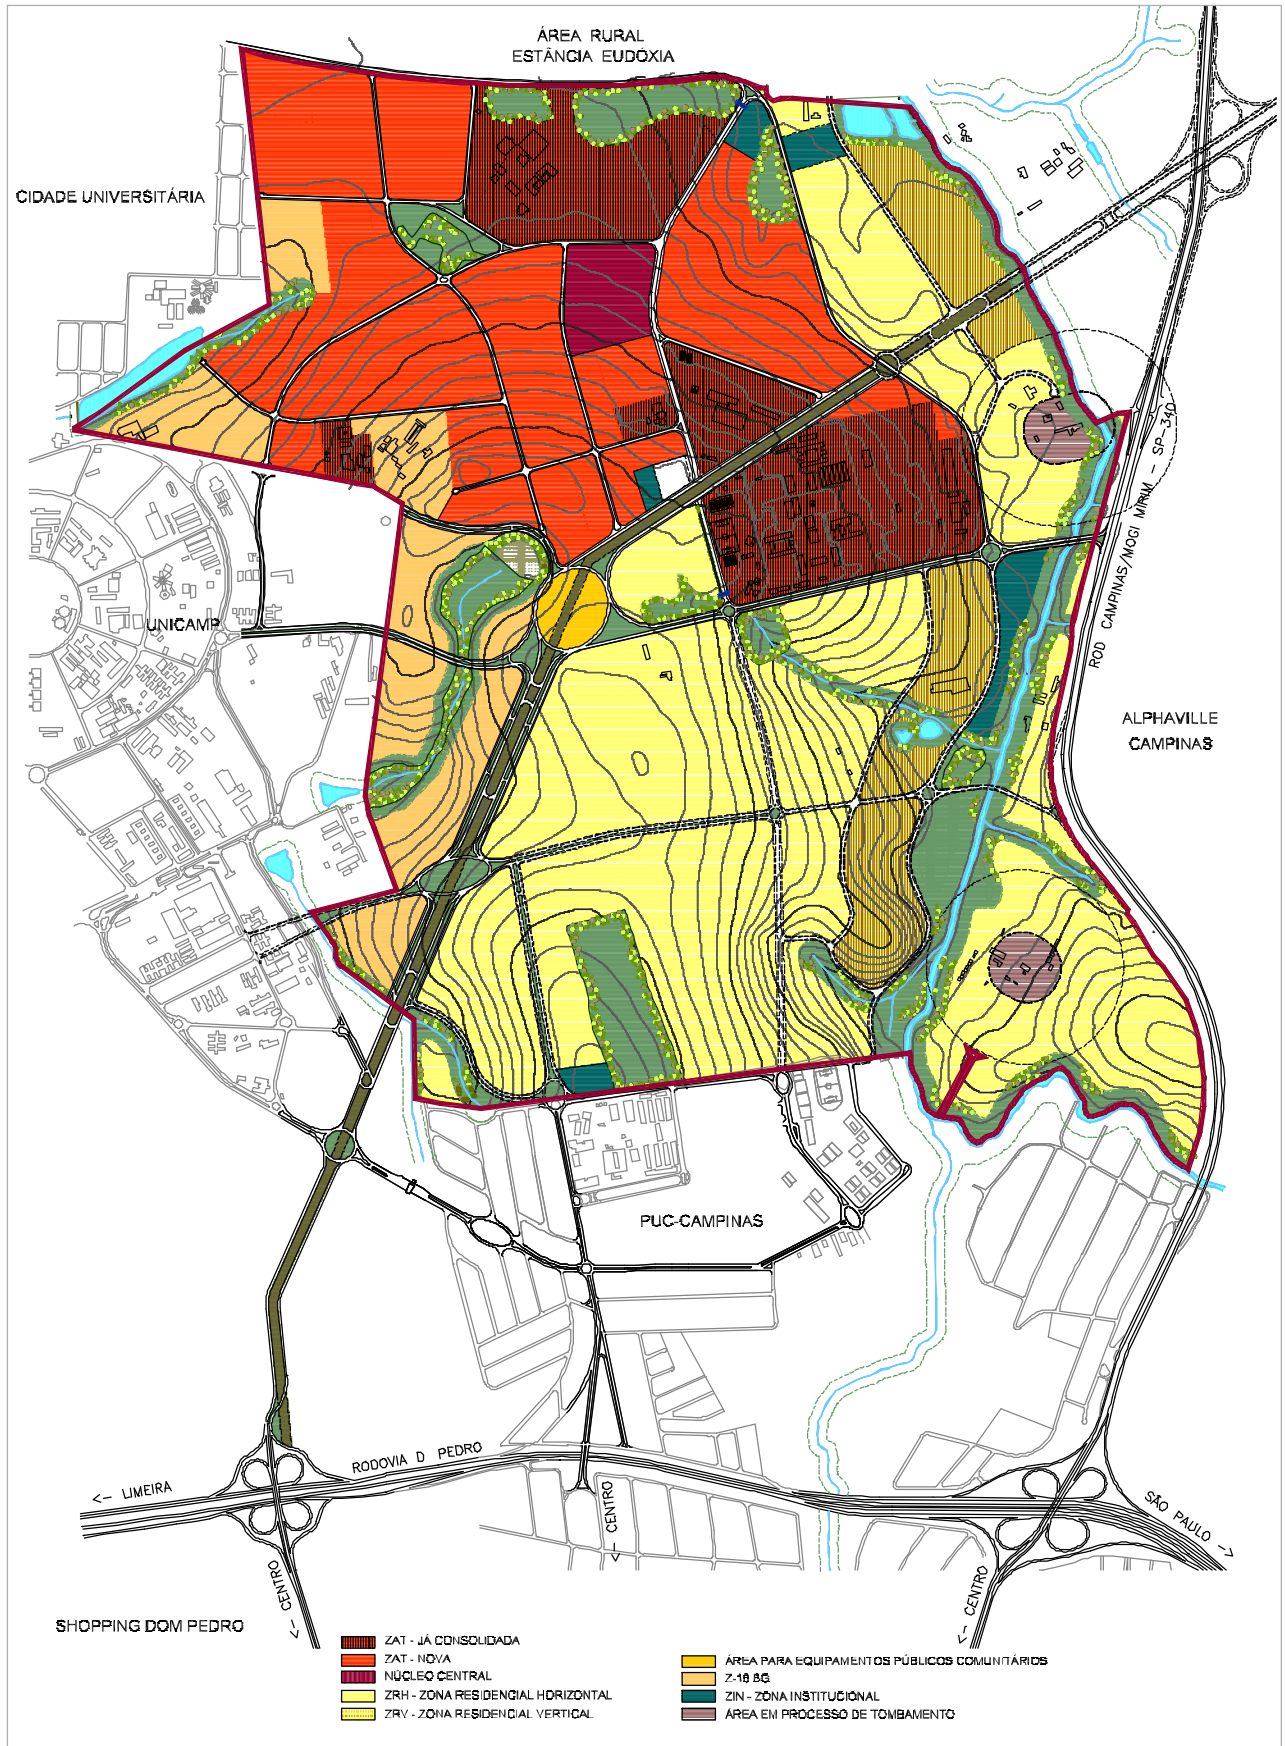 ÁREA RURAL
ESTÂNCIA EUDÓXIA
CIDADE UNIVERSITÁRIA
UNICAMP
ROD CAMPINAS/MOGI MIRIM - SP-340
ALPHAVILLE
CAMPINAS
PUC-CAMPINAS
RODOVIA D PEDRO
<- LIMEIRA
<- CENTRO
<- CENTRO
<- CENTRO
SÃO PAULO ->
SHOPPING DOM PEDRO
ZAT - JÁ CONSOLIDADA
ZAT - NOVA
NÚCLEO CENTRAL
ZRH - ZONA RESIDENCIAL HORIZONTAL
ZRV - ZONA RESIDENCIAL VERTICAL
ÁREA PARA EQUIPAMENTOS PÚBLICOS COMUNITÁRIOS
Z-18 BG
ZIN - ZONA INSTITUCIONAL
ÁREA EM PROCESSO DE TOMBAMENTO